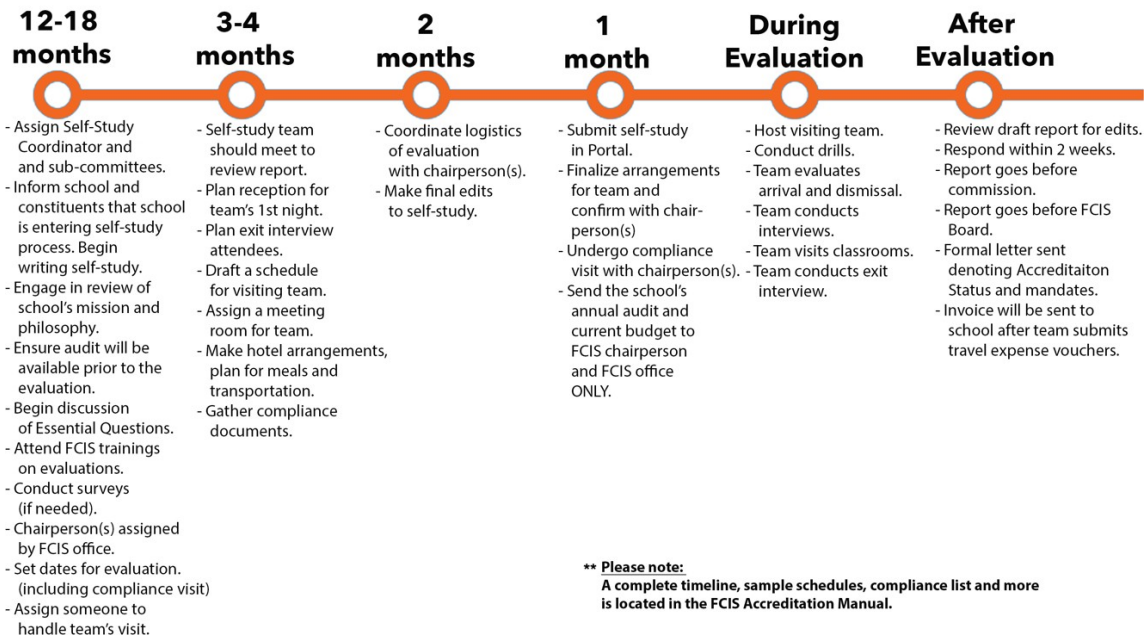 12-18
months
- Assign Self-Study
Coordinator and
and sub-committees.
- Inform school and
constituents that school
is entering self-study
process. Begin
writing self-study.
- Engage in review of
school's mission and
philosophy.
- Ensure audit will be
available prior to the
evaluation.
- Begin discussion
of Essential Questions.
- Attend FCIS trainings
on evaluations.
- Conduct surveys
(if needed).
- Chairperson(s) assigned
by FCIS office.
- Set dates for evaluation.
(including compliance visit)
- Assign someone to
handle team's visit.
3-4
months
- Self-study team
should meet to
review report.
- Plan reception for
team's 1st night.
- Plan exit interview
attendees.
- Draft a schedule
for visiting team.
- Assign a meeting
room for team.
- Make hotel arrangements,
plan for meals and
transportation.
- Gather compliance
documents.
2
months
- Coordinate logistics
of evaluation
with chairperson(s).
- Make final edits
to self-study.
1
month
- Submit self-study
in Portal.
- Finalize arrangements
for team and
confirm with chair-
person(s)
- Undergo compliance
visit with chairperson(s).
- Send the school's
annual audit and
current budget to
FCIS chairperson
and FCIS office
ONLY.
During
Evaluation
- Host visiting team.
- Conduct drills.
- Team evaluates
arrival and dismissal.
- Team conducts
interviews.
- Team visits classrooms.
- Team conducts exit
interview.
After
Evaluation
- Review draft report for edits.
- Respond within 2 weeks.
- Report goes before
commission.
- Report goes before FCIS
Board.
- Formal letter sent
denoting Accreditaiton
Status and mandates.
- Invoice will be sent to
school after team submits
travel expense vouchers.
** Please note:
A complete timeline, sample schedules, compliance list and more
is located in the FCIS Accreditation Manual.